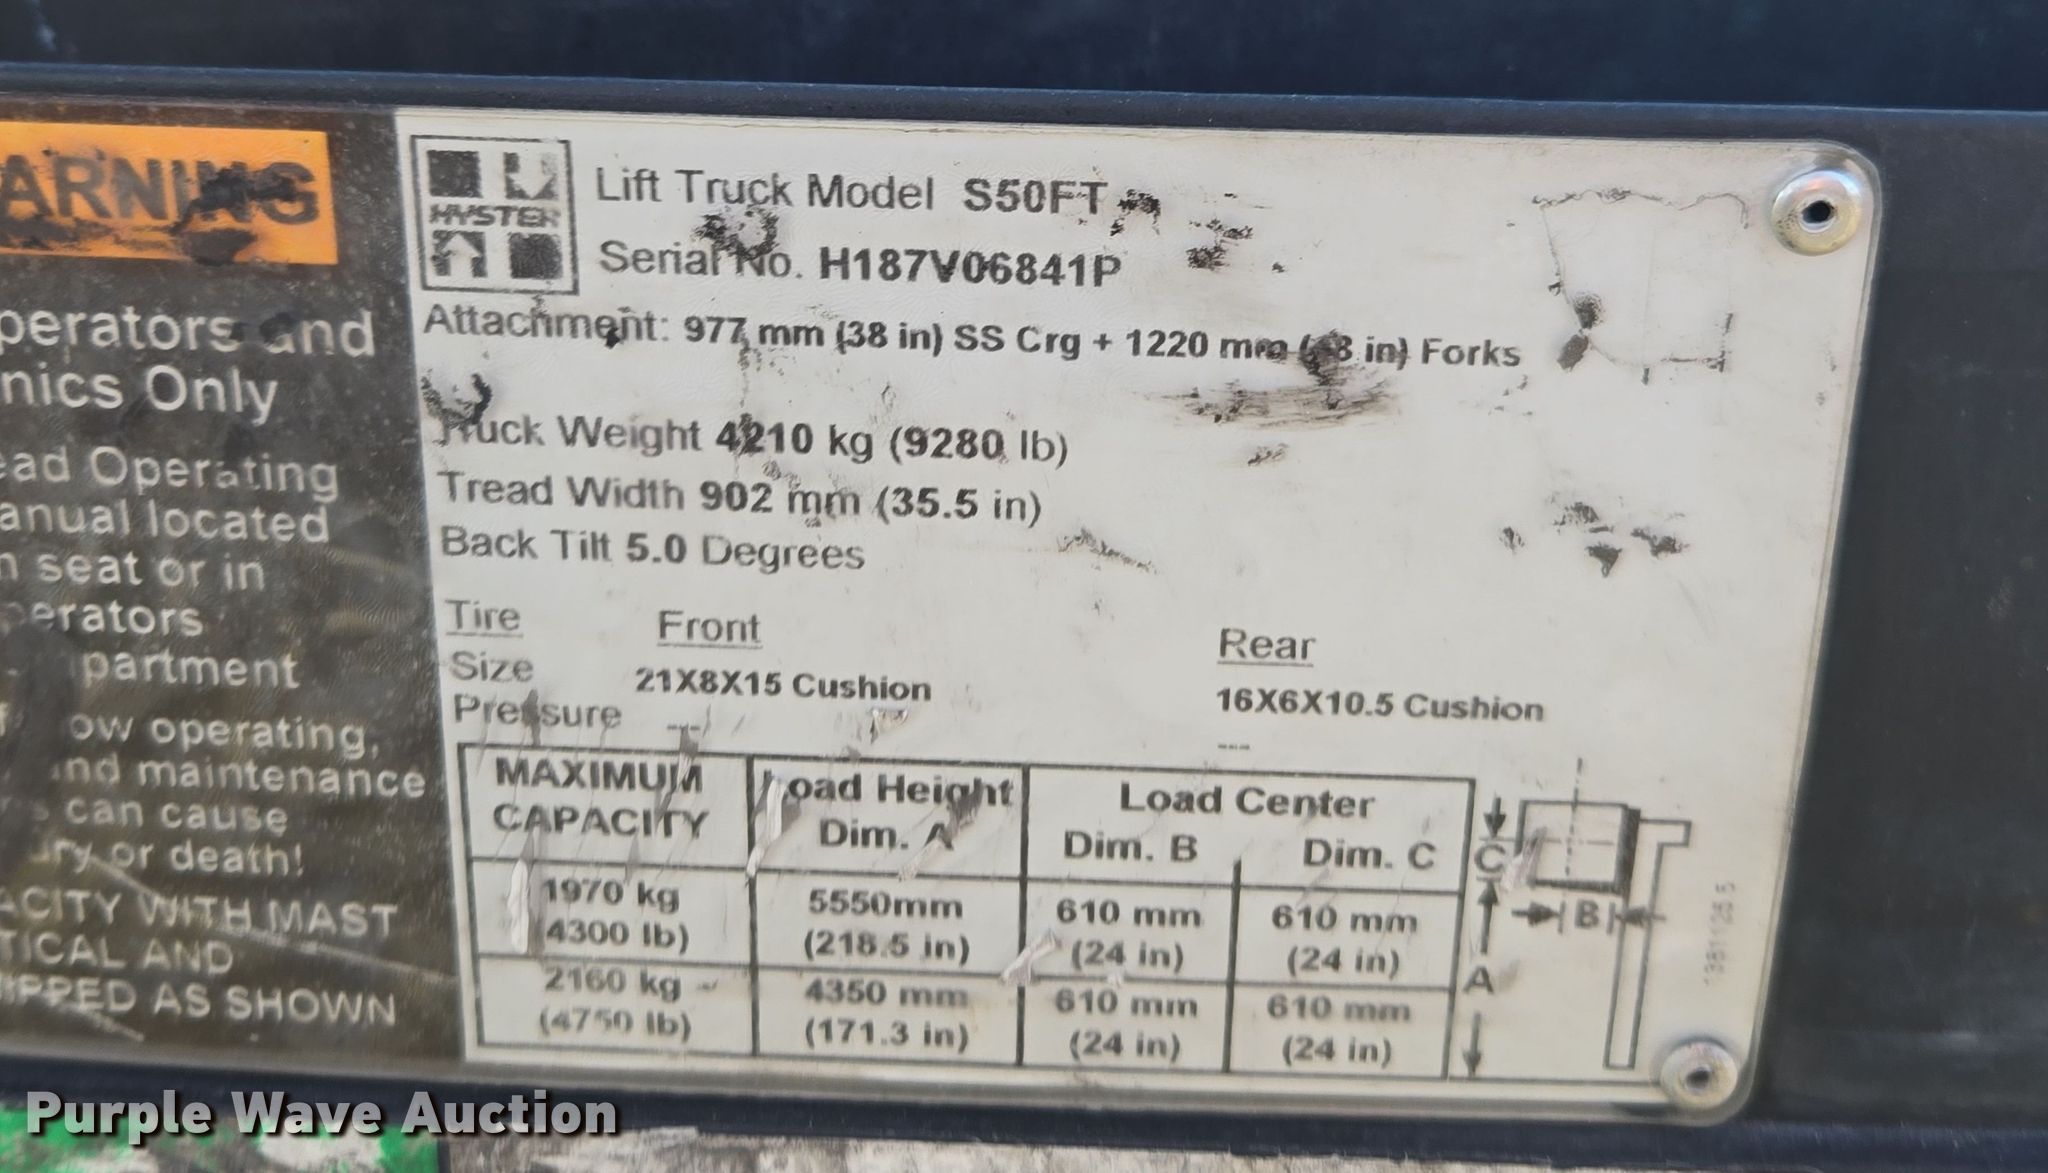 ARNING
perators and
nics Only
ead Operating
anual located
n seat or in
perators
partment
ow operating,
and maintenance
s can cause
ury or death!
ACITY WITH MAST
TICAL AND
IPPED AS SHOWN
HYSTER
Lift Truck Model S50FT
Serial No. H187V06841P
Attachment: 977 mm (38 in) SS Crg + 1220 mm (48 in) Forks
Truck Weight 4210 kg (9280 lb)
Tread Width 902 mm (35.5 in)
Back Tilt 5.0 Degrees
Tire Front Rear
Size 21X8X15 Cushion 16X6X10.5 Cushion
Pressure --- ---
MAXIMUM CAPACITY Load Height Dim. A Load Center
Dim. B Dim. C
1970 kg 5550mm 610 mm 610 mm
4300 lb) (218.5 in) (24 in) (24 in)
2160 kg 4350 mm 610 mm 610 mm
(4750 lb) (171.3 in) (24 in) (24 in)
C
B
A
Purple Wave Auction